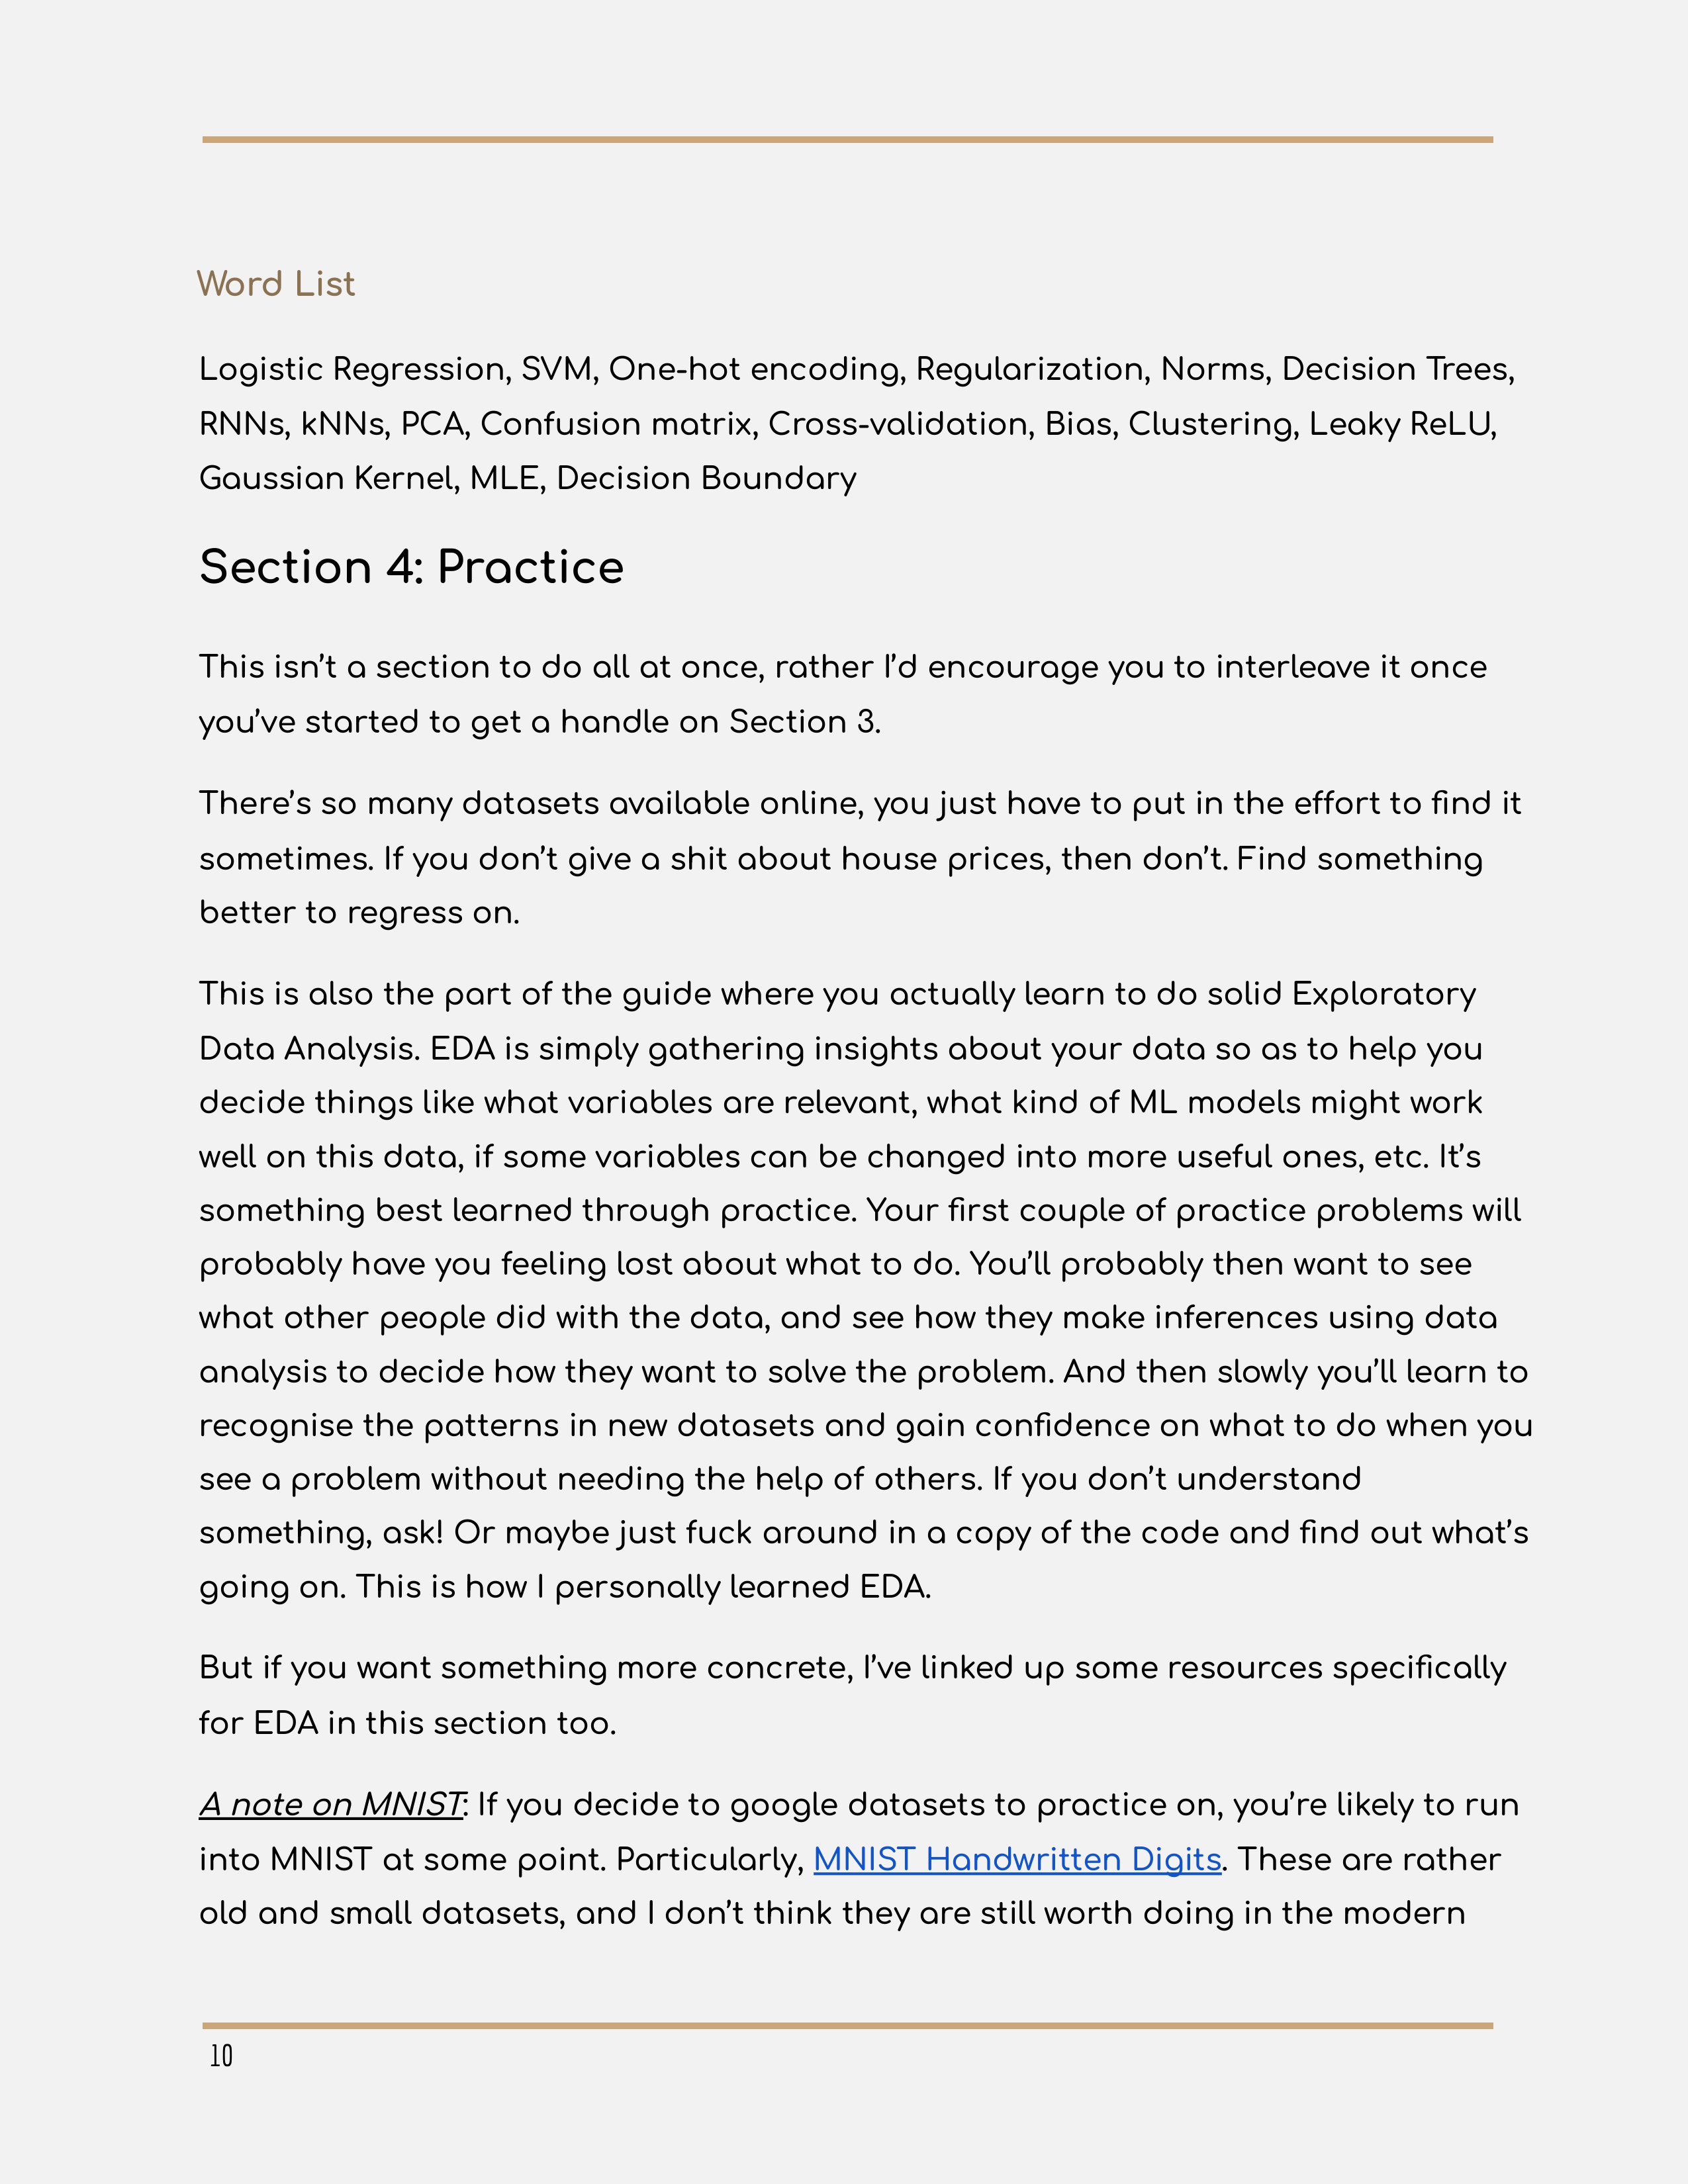 Word List
Logistic Regression, SVM, One-hot encoding, Regularization, Norms, Decision Trees,
RNNs, kNNs, PCA, Confusion matrix, Cross-validation, Bias, Clustering, Leaky ReLU,
Gaussian Kernel, MLE, Decision Boundary
Section 4: Practice
This isn’t a section to do all at once, rather I’d encourage you to interleave it once
you’ve started to get a handle on Section 3.
There’s so many datasets available online, you just have to put in the effort to find it
sometimes. If you don’t give a shit about house prices, then don’t. Find something
better to regress on.
This is also the part of the guide where you actually learn to do solid Exploratory
Data Analysis. EDA is simply gathering insights about your data so as to help you
decide things like what variables are relevant, what kind of ML models might work
well on this data, if some variables can be changed into more useful ones, etc. It’s
something best learned through practice. Your first couple of practice problems will
probably have you feeling lost about what to do. You’ll probably then want to see
what other people did with the data, and see how they make inferences using data
analysis to decide how they want to solve the problem. And then slowly you’ll learn to
recognise the patterns in new datasets and gain confidence on what to do when you
see a problem without needing the help of others. If you don’t understand
something, ask! Or maybe just fuck around in a copy of the code and find out what’s
going on. This is how I personally learned EDA.
But if you want something more concrete, I’ve linked up some resources specifically
for EDA in this section too.
A note on MNIST: If you decide to google datasets to practice on, you’re likely to run
into MNIST at some point. Particularly, MNIST Handwritten Digits. These are rather
old and small datasets, and I don’t think they are still worth doing in the modern
10